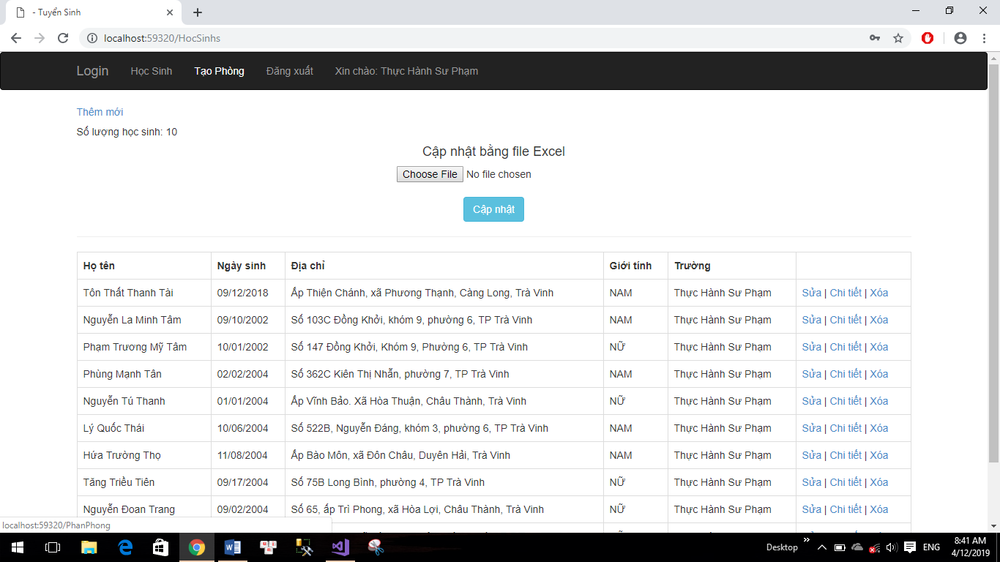 - Tuyển Sinh
localhost:59320/HocSinhs
Login Học Sinh Tạo Phòng Đăng xuất Xin chào: Thực Hành Sư Phạm
Thêm mới
Số lượng học sinh: 10
Cập nhật bằng file Excel
Choose File No file chosen
Cập nhật
Họ tên Ngày sinh Địa chỉ Giới tính Trường
Tôn Thất Thanh Tài 09/12/2018 Ấp Thiện Chánh, xã Phương Thạnh, Càng Long, Trà Vinh NAM Thực Hành Sư Phạm Sửa | Chi tiết | Xóa
Nguyễn La Minh Tâm 09/10/2002 Số 103C Đồng Khởi, khóm 9, phường 6, TP Trà Vinh NAM Thực Hành Sư Phạm Sửa | Chi tiết | Xóa
Phạm Trương Mỹ Tâm 10/01/2002 Số 147 Đồng Khởi, Khóm 9, Phường 6, TP Trà Vinh NỮ Thực Hành Sư Phạm Sửa | Chi tiết | Xóa
Phùng Mạnh Tân 02/02/2004 Số 362C Kiên Thị Nhẫn, phường 7, TP Trà Vinh NAM Thực Hành Sư Phạm Sửa | Chi tiết | Xóa
Nguyễn Tú Thanh 01/01/2004 Ấp Vĩnh Bảo. Xã Hòa Thuận, Châu Thành, Trà Vinh NỮ Thực Hành Sư Phạm Sửa | Chi tiết | Xóa
Lý Quốc Thái 10/06/2004 Số 522B, Nguyễn Đáng, khóm 3, phường 6, TP Trà Vinh NAM Thực Hành Sư Phạm Sửa | Chi tiết | Xóa
Hứa Trường Thọ 11/08/2004 Ấp Bào Môn, xã Đôn Châu, Duyên Hải, Trà Vinh NAM Thực Hành Sư Phạm Sửa | Chi tiết | Xóa
Tăng Triều Tiên 09/17/2004 Số 75B Long Bình, phường 4, TP Trà Vinh NỮ Thực Hành Sư Phạm Sửa | Chi tiết | Xóa
Nguyễn Đoan Trang 09/02/2004 Số 65, ấp Trì Phong, xã Hòa Lợi, Châu Thành, Trà Vinh NỮ Thực Hành Sư Phạm Sửa | Chi tiết | Xóa
localhost:59320/PhanPhong
Desktop ENG 8:41 AM
4/12/2019